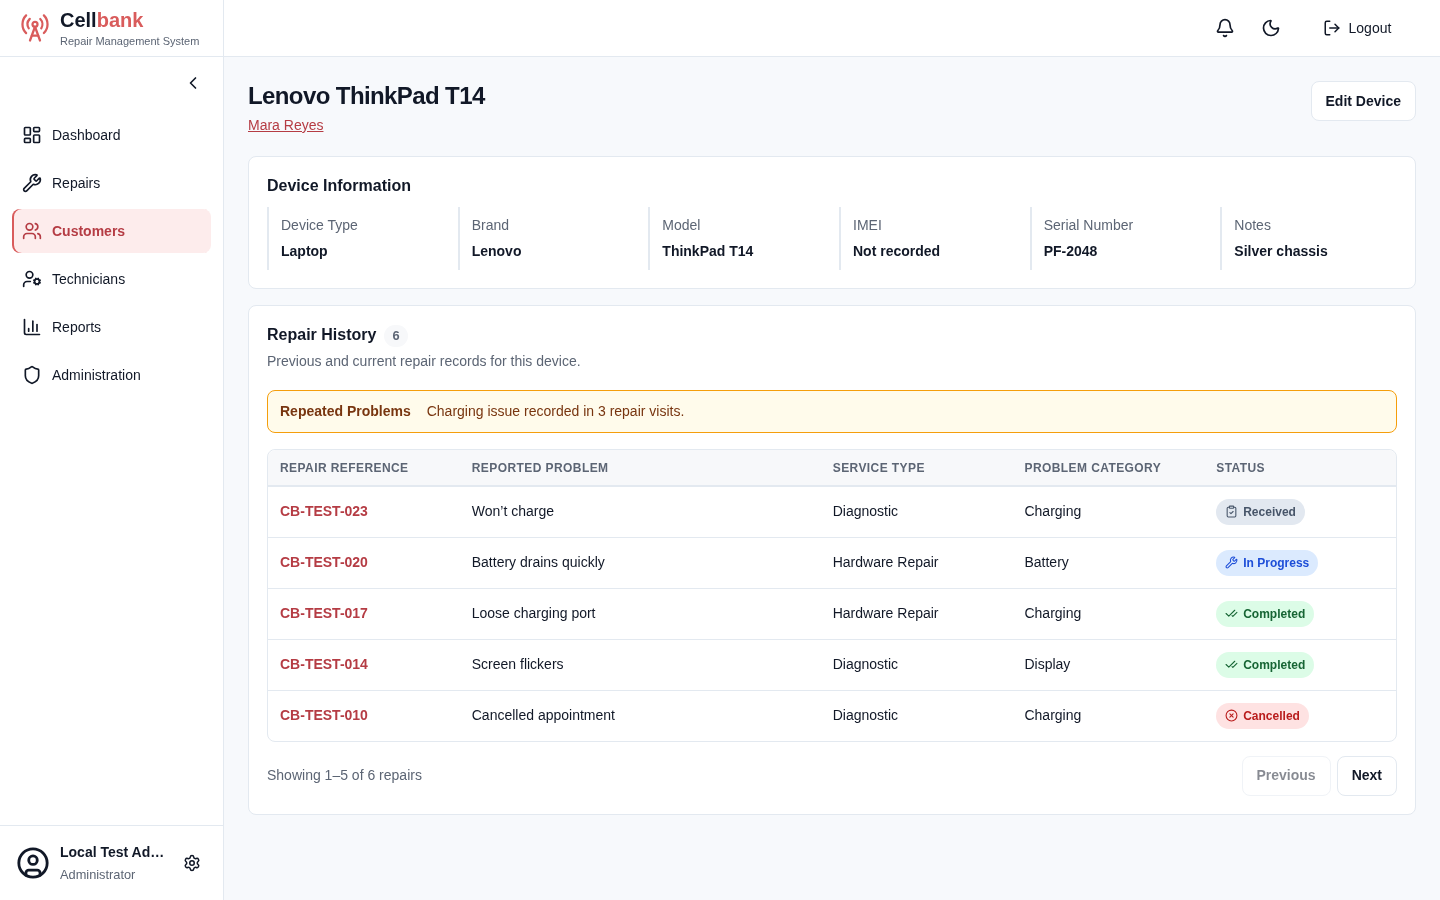 Cellbank
Repair Management System
Logout
Dashboard
Repairs
Customers
Technicians
Reports
Administration
Local Test Ad…
Administrator
Lenovo ThinkPad T14
Mara Reyes
Edit Device
Device Information
Device Type Brand Model IMEI Serial Number Notes
Laptop Lenovo ThinkPad T14 Not recorded PF-2048 Silver chassis
Repair History 6
Previous and current repair records for this device.
Repeated Problems Charging issue recorded in 3 repair visits.
REPAIR REFERENCE REPORTED PROBLEM SERVICE TYPE PROBLEM CATEGORY STATUS
CB-TEST-023 Won’t charge Diagnostic Charging Received
CB-TEST-020 Battery drains quickly Hardware Repair Battery In Progress
CB-TEST-017 Loose charging port Hardware Repair Charging Completed
CB-TEST-014 Screen flickers Diagnostic Display Completed
CB-TEST-010 Cancelled appointment Diagnostic Charging Cancelled
Showing 1–5 of 6 repairs Previous Next